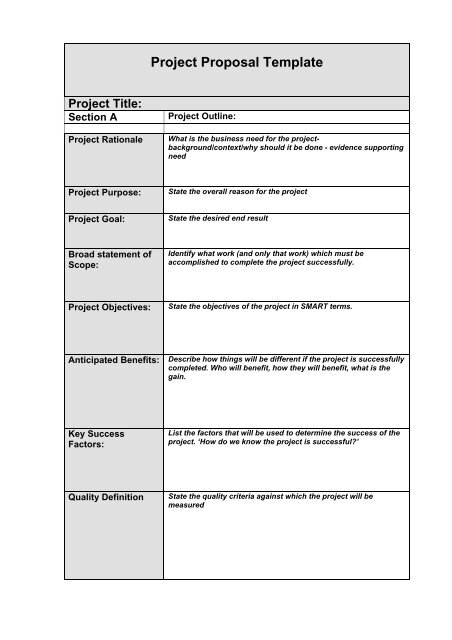 Project Proposal Template
Project Title:
Section A
Project Outline:
Project Rationale
What is the business need for the project-
background/context/why should it be done - evidence supporting
need
Project Purpose:
State the overall reason for the project
Project Goal:
State the desired end result
Broad statement of
Scope:
Identify what work (and only that work) which must be
accomplished to complete the project successfully.
Project Objectives:
State the objectives of the project in SMART terms.
Anticipated Benefits:
Describe how things will be different if the project is successfully
completed. Who will benefit, how they will benefit, what is the
gain.
Key Success
Factors:
List the factors that will be used to determine the success of the
project. ‘How do we know the project is successful?’
Quality Definition
State the quality criteria against which the project will be
measured